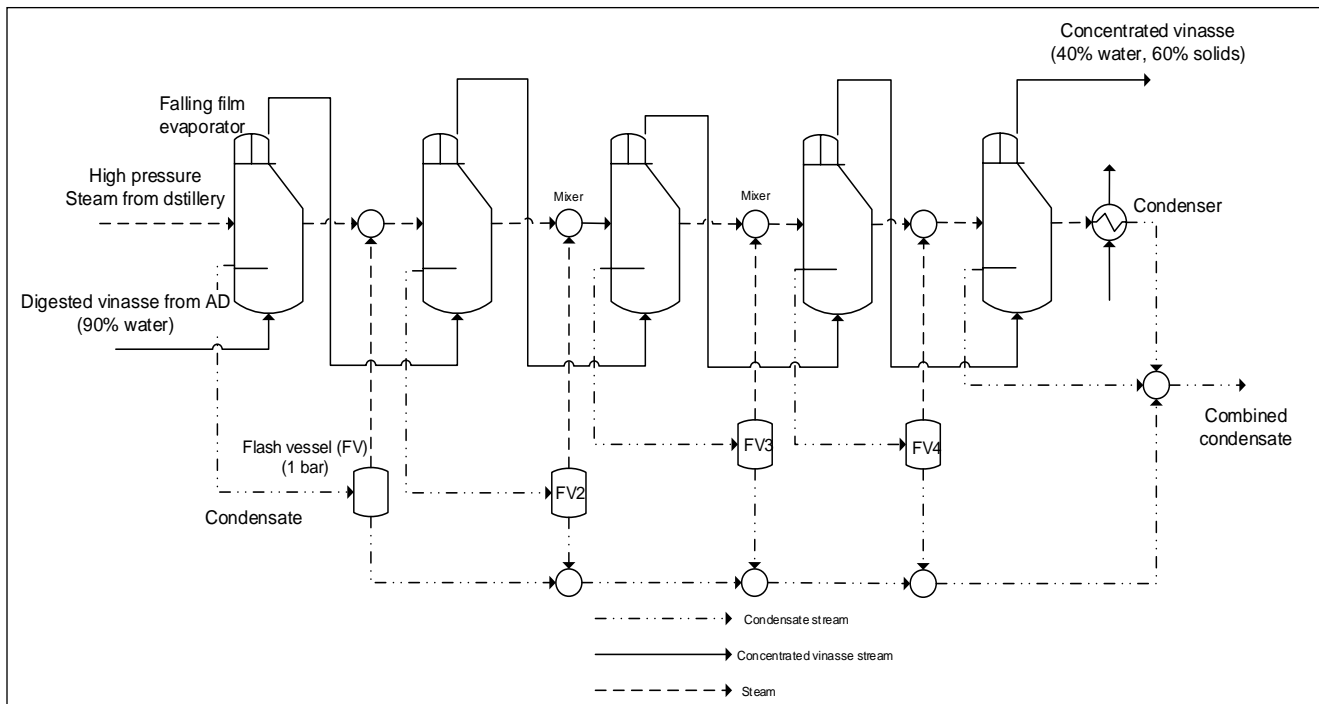 Concentrated vinasse
(40% water, 60% solids)
Falling film
evaporator
High pressure
Steam from dstillery
Mixer
Mixer
Condenser
Digested vinasse from AD
(90% water)
Combined
condensate
Flash vessel (FV)
(1 bar)
FV2
FV3
FV4
Condensate
Condensate stream
Concentrated vinasse stream
Steam